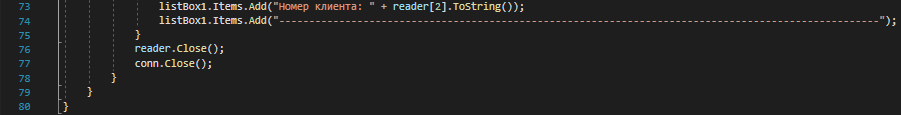 73 listBox1.Items.Add("Номер клиента: " + reader[2].ToString());
74 listBox1.Items.Add("----------------------------------------------------------------------------------------------------");
75 }
76 reader.Close();
77 conn.Close();
78 }
79 }
80 }